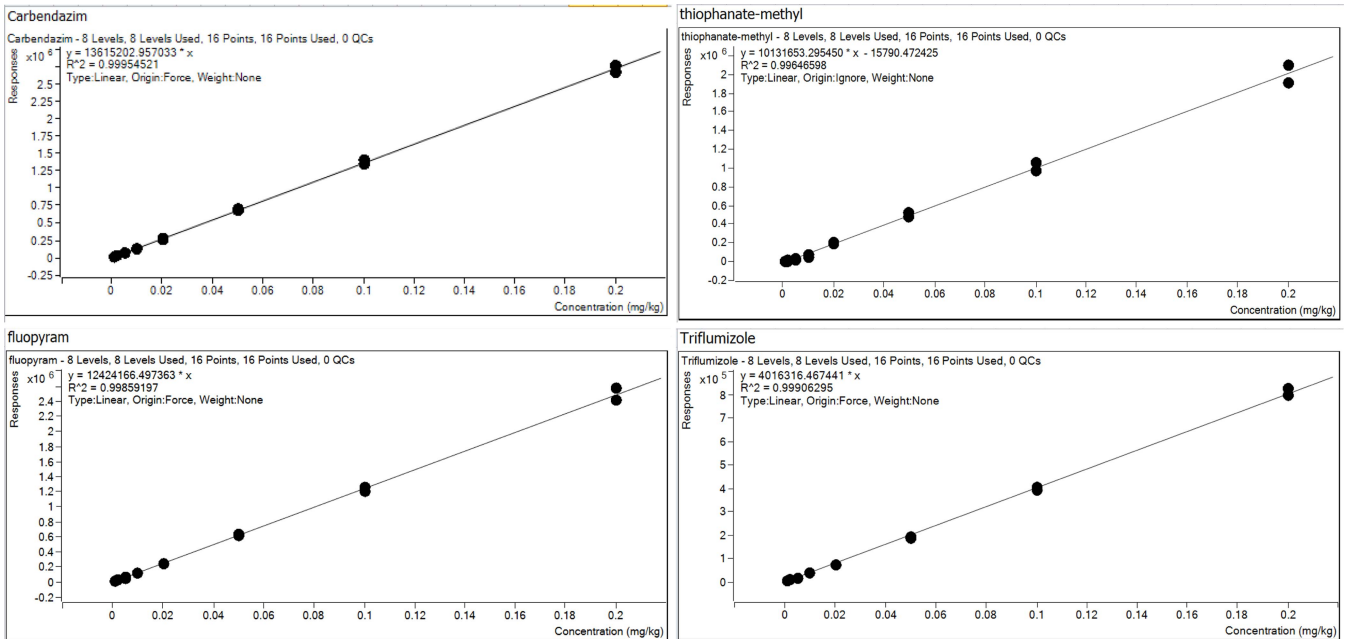 Carbendazim
Carbendazim - 8 Levels, 8 Levels Used, 16 Points, 16 Points Used, 0 QCs
x10 6
y = 13615202.957033 * x
R^2 = 0.99954521
Type:Linear, Origin:Force, Weight:None
Responses
2.5
2.25
2
1.75
1.5
1.25
1
0.75
0.5
0.25
0
-0.25
0 0.02 0.04 0.06 0.08 0.1 0.12 0.14 0.16 0.18 0.2
Concentration (mg/kg)
thiophanate-methyl
thiophanate-methyl - 8 Levels, 8 Levels Used, 16 Points, 16 Points Used, 0 QCs
x10 6
y = 10131653.295450 * x - 15790.472425
R^2 = 0.99646598
Type:Linear, Origin:Ignore, Weight:None
Responses
2
1.8
1.6
1.4
1.2
1
0.8
0.6
0.4
0.2
0
-0.2
0 0.02 0.04 0.06 0.08 0.1 0.12 0.14 0.16 0.18 0.2
Concentration (mg/kg)
fluopyram
fluopyram - 8 Levels, 8 Levels Used, 16 Points, 16 Points Used, 0 QCs
x10 6
y = 12424166.497363 * x
R^2 = 0.99859197
Type:Linear, Origin:Force, Weight:None
Responses
2.4
2.2
2
1.8
1.6
1.4
1.2
1
0.8
0.6
0.4
0.2
0
-0.2
0 0.02 0.04 0.06 0.08 0.1 0.12 0.14 0.16 0.18 0.2
Concentration (mg/kg)
Triflumizole
Triflumizole - 8 Levels, 8 Levels Used, 16 Points, 16 Points Used, 0 QCs
x10 5
y = 4016316.467441 * x
R^2 = 0.99906295
Type:Linear, Origin:Force, Weight:None
Responses
8
7
6
5
4
3
2
1
0
0 0.02 0.04 0.06 0.08 0.1 0.12 0.14 0.16 0.18 0.2
Concentration (mg/kg)